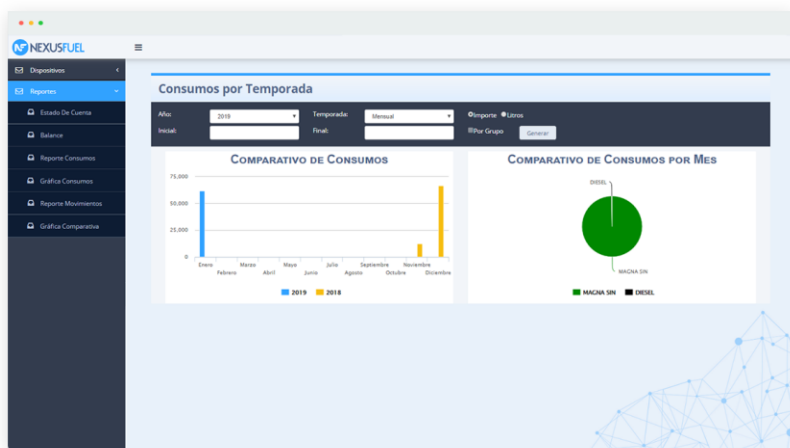 NEXUSFUEL
Dispositivos
Reportes
Estado De Cuenta
Balance
Reporte Consumos
Gráfica Consumos
Reporte Movimientos
Gráfica Comparativa
Consumos por Temporada
Año: 2019 Temporada: Mensual Importe Litros
Inicial: Final: Por Grupo Generar
COMPARATIVO DE CONSUMOS
75,000
50,000
25,000
0
Enero Marzo Mayo Julio Septiembre Noviembre
Febrero Abril Junio Agosto Octubre Diciembre
2019 2018
COMPARATIVO DE CONSUMOS POR MES
DIESEL
MAGNA SIN
MAGNA SIN DIESEL